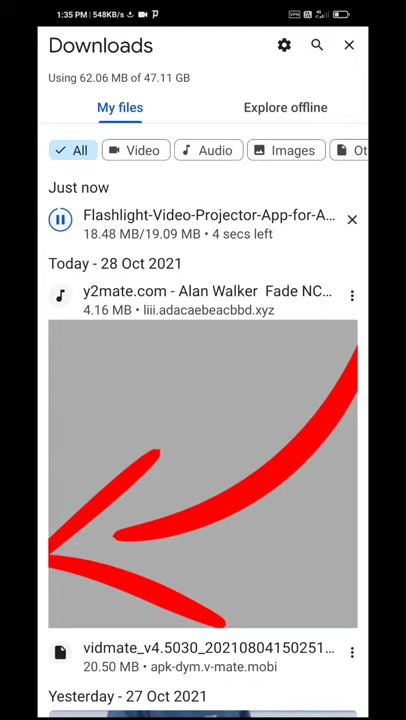 1:35 PM | 548KB/s
VPN 4G
Downloads
Using 62.06 MB of 47.11 GB
My files
Explore offline
All
Video
Audio
Images
Ot
Just now
Flashlight-Video-Projector-App-for-A...
18.48 MB/19.09 MB • 4 secs left
Today - 28 Oct 2021
y2mate.com - Alan Walker Fade NC...
4.16 MB • liii.adacaebeacbbd.xyz
vidmate_v4.5030_20210804150251...
20.50 MB • apk-dym.v-mate.mobi
Yesterday - 27 Oct 2021